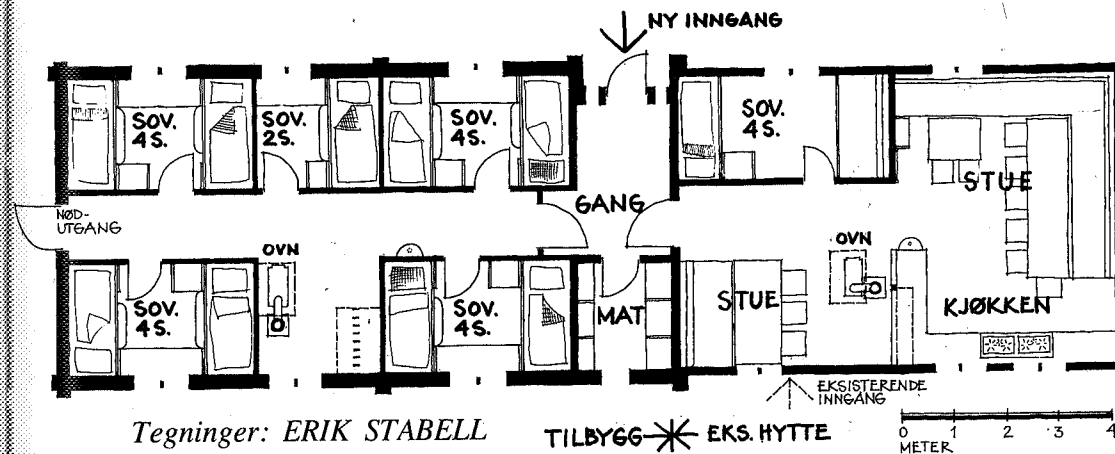 NY INNGANG
SOV.
4S.
SOV.
2S.
SOV.
4S.
SOV.
4S.
STUE
GANG
NØD-
UTGANG
OVN
OVN
SOV.
4S.
SOV.
4S.
MAT
STUE
KJØKKEN
EKSISTERENDE
INNGANG
Tegninger: ERIK STABELL
TILBYGG
EKS. HYTTE
0 1 2 3 4
METER